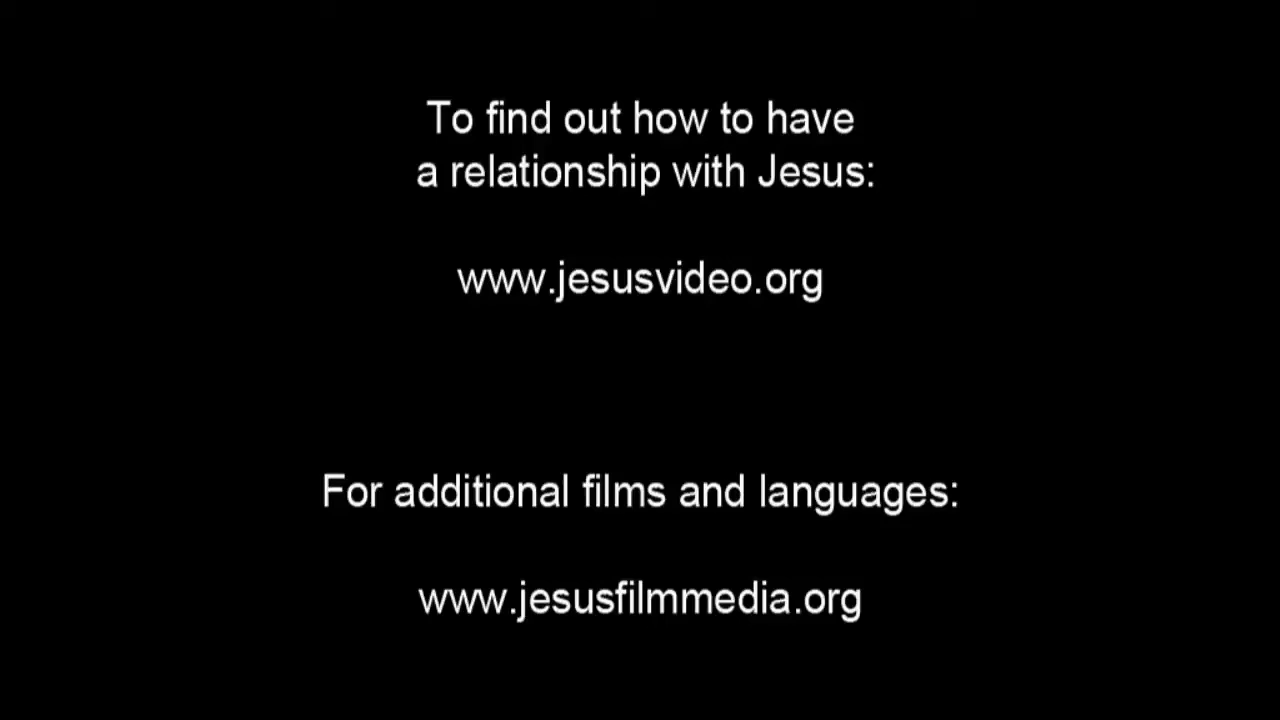 To find out how to have
a relationship with Jesus:
www.jesusvideo.org
For additional films and languages:
www.jesusfilmmedia.org